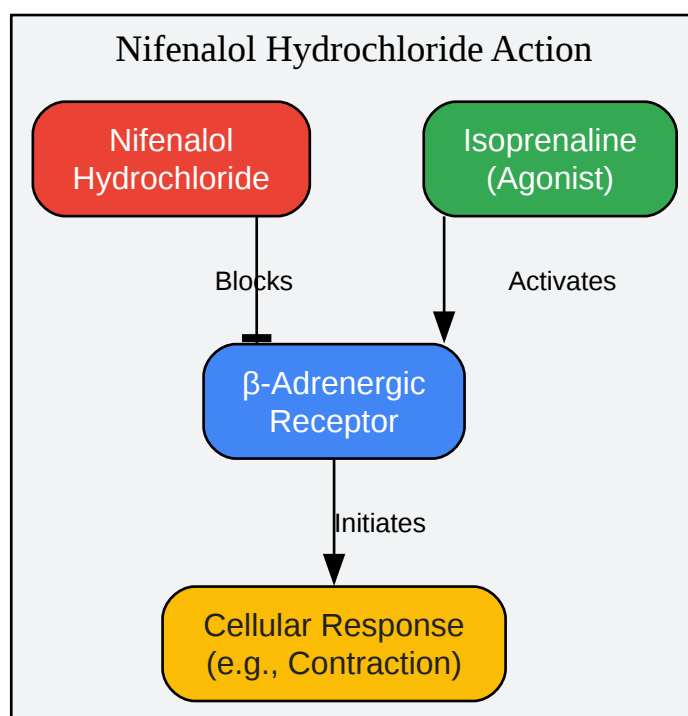 Nifenalol Hydrochloride Action
Nifenalol
Hydrochloride
Isoprenaline
(Agonist)
Blocks
Activates
β-Adrenergic
Receptor
Initiates
Cellular Response
(e.g., Contraction)